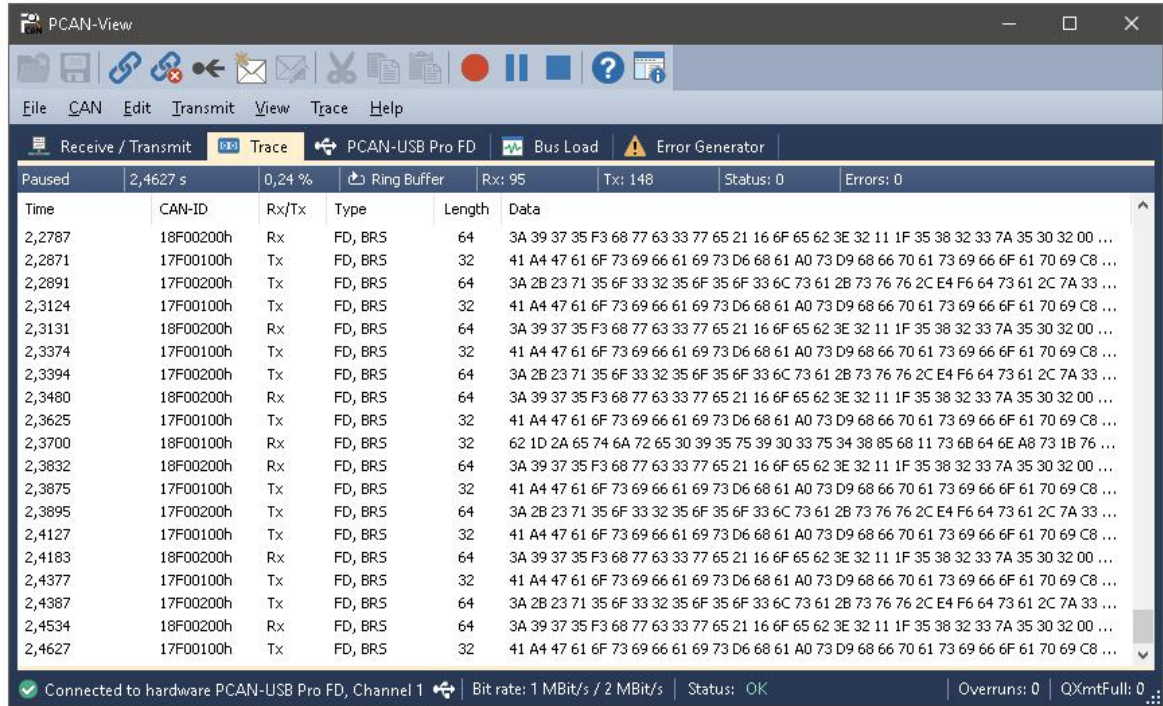 PCAN-View
File CAN Edit Transmit View Trace Help
Receive / Transmit Trace PCAN-USB Pro FD Bus Load Error Generator
Paused 2,4627 s 0,24 % Ring Buffer Rx: 95 Tx: 148 Status: 0 Errors: 0
Time CAN-ID Rx/Tx Type Length Data
2,2787 18F00200h Rx FD, BRS 64 3A 39 37 35 F3 68 77 63 33 77 65 21 16 6F 65 62 3E 32 11 1F 35 38 32 33 7A 35 30 32 00 ...
2,2871 17F00100h Tx FD, BRS 32 41 A4 47 61 6F 73 69 66 61 69 73 D6 68 61 A0 73 D9 68 66 70 61 73 69 66 6F 61 70 69 C8 ...
2,2891 17F00200h Tx FD, BRS 64 3A 2B 23 71 35 6F 33 32 35 6F 35 6F 33 6C 73 61 2B 73 76 76 2C E4 F6 64 73 61 2C 7A 33 ...
2,3124 17F00100h Tx FD, BRS 32 41 A4 47 61 6F 73 69 66 61 69 73 D6 68 61 A0 73 D9 68 66 70 61 73 69 66 6F 61 70 69 C8 ...
2,3131 18F00200h Rx FD, BRS 64 3A 39 37 35 F3 68 77 63 33 77 65 21 16 6F 65 62 3E 32 11 1F 35 38 32 33 7A 35 30 32 00 ...
2,3374 17F00100h Tx FD, BRS 32 41 A4 47 61 6F 73 69 66 61 69 73 D6 68 61 A0 73 D9 68 66 70 61 73 69 66 6F 61 70 69 C8 ...
2,3394 17F00200h Tx FD, BRS 64 3A 2B 23 71 35 6F 33 32 35 6F 35 6F 33 6C 73 61 2B 73 76 76 2C E4 F6 64 73 61 2C 7A 33 ...
2,3480 18F00200h Rx FD, BRS 64 3A 39 37 35 F3 68 77 63 33 77 65 21 16 6F 65 62 3E 32 11 1F 35 38 32 33 7A 35 30 32 00 ...
2,3625 17F00100h Tx FD, BRS 32 41 A4 47 61 6F 73 69 66 61 69 73 D6 68 61 A0 73 D9 68 66 70 61 73 69 66 6F 61 70 69 C8 ...
2,3700 18F00100h Rx FD, BRS 32 62 1D 2A 65 74 6A 72 65 30 39 35 75 39 30 33 75 34 38 85 68 11 73 6B 64 6E A8 73 1B 76 ...
2,3832 18F00200h Rx FD, BRS 64 3A 39 37 35 F3 68 77 63 33 77 65 21 16 6F 65 62 3E 32 11 1F 35 38 32 33 7A 35 30 32 00 ...
2,3875 17F00100h Tx FD, BRS 32 41 A4 47 61 6F 73 69 66 61 69 73 D6 68 61 A0 73 D9 68 66 70 61 73 69 66 6F 61 70 69 C8 ...
2,3895 17F00200h Tx FD, BRS 64 3A 2B 23 71 35 6F 33 32 35 6F 35 6F 33 6C 73 61 2B 73 76 76 2C E4 F6 64 73 61 2C 7A 33 ...
2,4127 17F00100h Tx FD, BRS 32 41 A4 47 61 6F 73 69 66 61 69 73 D6 68 61 A0 73 D9 68 66 70 61 73 69 66 6F 61 70 69 C8 ...
2,4183 18F00200h Rx FD, BRS 64 3A 39 37 35 F3 68 77 63 33 77 65 21 16 6F 65 62 3E 32 11 1F 35 38 32 33 7A 35 30 32 00 ...
2,4377 17F00100h Tx FD, BRS 32 41 A4 47 61 6F 73 69 66 61 69 73 D6 68 61 A0 73 D9 68 66 70 61 73 69 66 6F 61 70 69 C8 ...
2,4387 17F00200h Tx FD, BRS 64 3A 2B 23 71 35 6F 33 32 35 6F 35 6F 33 6C 73 61 2B 73 76 76 2C E4 F6 64 73 61 2C 7A 33 ...
2,4534 18F00200h Rx FD, BRS 64 3A 39 37 35 F3 68 77 63 33 77 65 21 16 6F 65 62 3E 32 11 1F 35 38 32 33 7A 35 30 32 00 ...
2,4627 17F00100h Tx FD, BRS 32 41 A4 47 61 6F 73 69 66 61 69 73 D6 68 61 A0 73 D9 68 66 70 61 73 69 66 6F 61 70 69 C8 ...
Connected to hardware PCAN-USB Pro FD, Channel 1 Bit rate: 1 MBit/s / 2 MBit/s Status: OK Overruns: 0 QXmtFull: 0